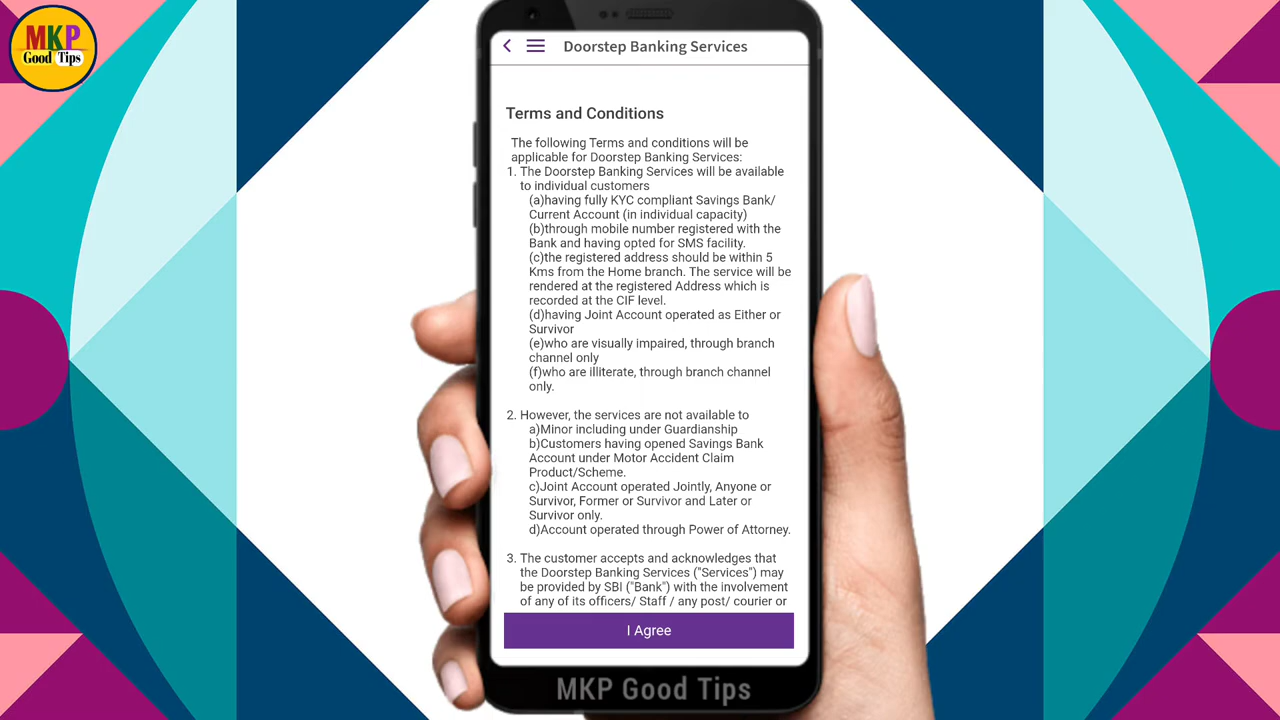 MKP
Good Tips
Doorstep Banking Services
Terms and Conditions
The following Terms and conditions will be
applicable for Doorstep Banking Services:
1. The Doorstep Banking Services will be available
to individual customers
(a)having fully KYC compliant Savings Bank/
Current Account (in individual capacity)
(b)through mobile number registered with the
Bank and having opted for SMS facility.
(c)the registered address should be within 5
Kms from the Home branch. The service will be
rendered at the registered Address which is
recorded at the CIF level.
(d)having Joint Account operated as Either or
Survivor
(e)who are visually impaired, through branch
channel only
(f)who are illiterate, through branch channel
only.
2. However, the services are not available to
a)Minor including under Guardianship
b)Customers having opened Savings Bank
Account under Motor Accident Claim
Product/Scheme.
c)Joint Account operated Jointly, Anyone or
Survivor, Former or Survivor and Later or
Survivor only.
d)Account operated through Power of Attorney.
3. The customer accepts and acknowledges that
the Doorstep Banking Services ("Services") may
be provided by SBI ("Bank") with the involvement
of any of its officers/ Staff / any post/ courier or
I Agree
MKP Good Tips